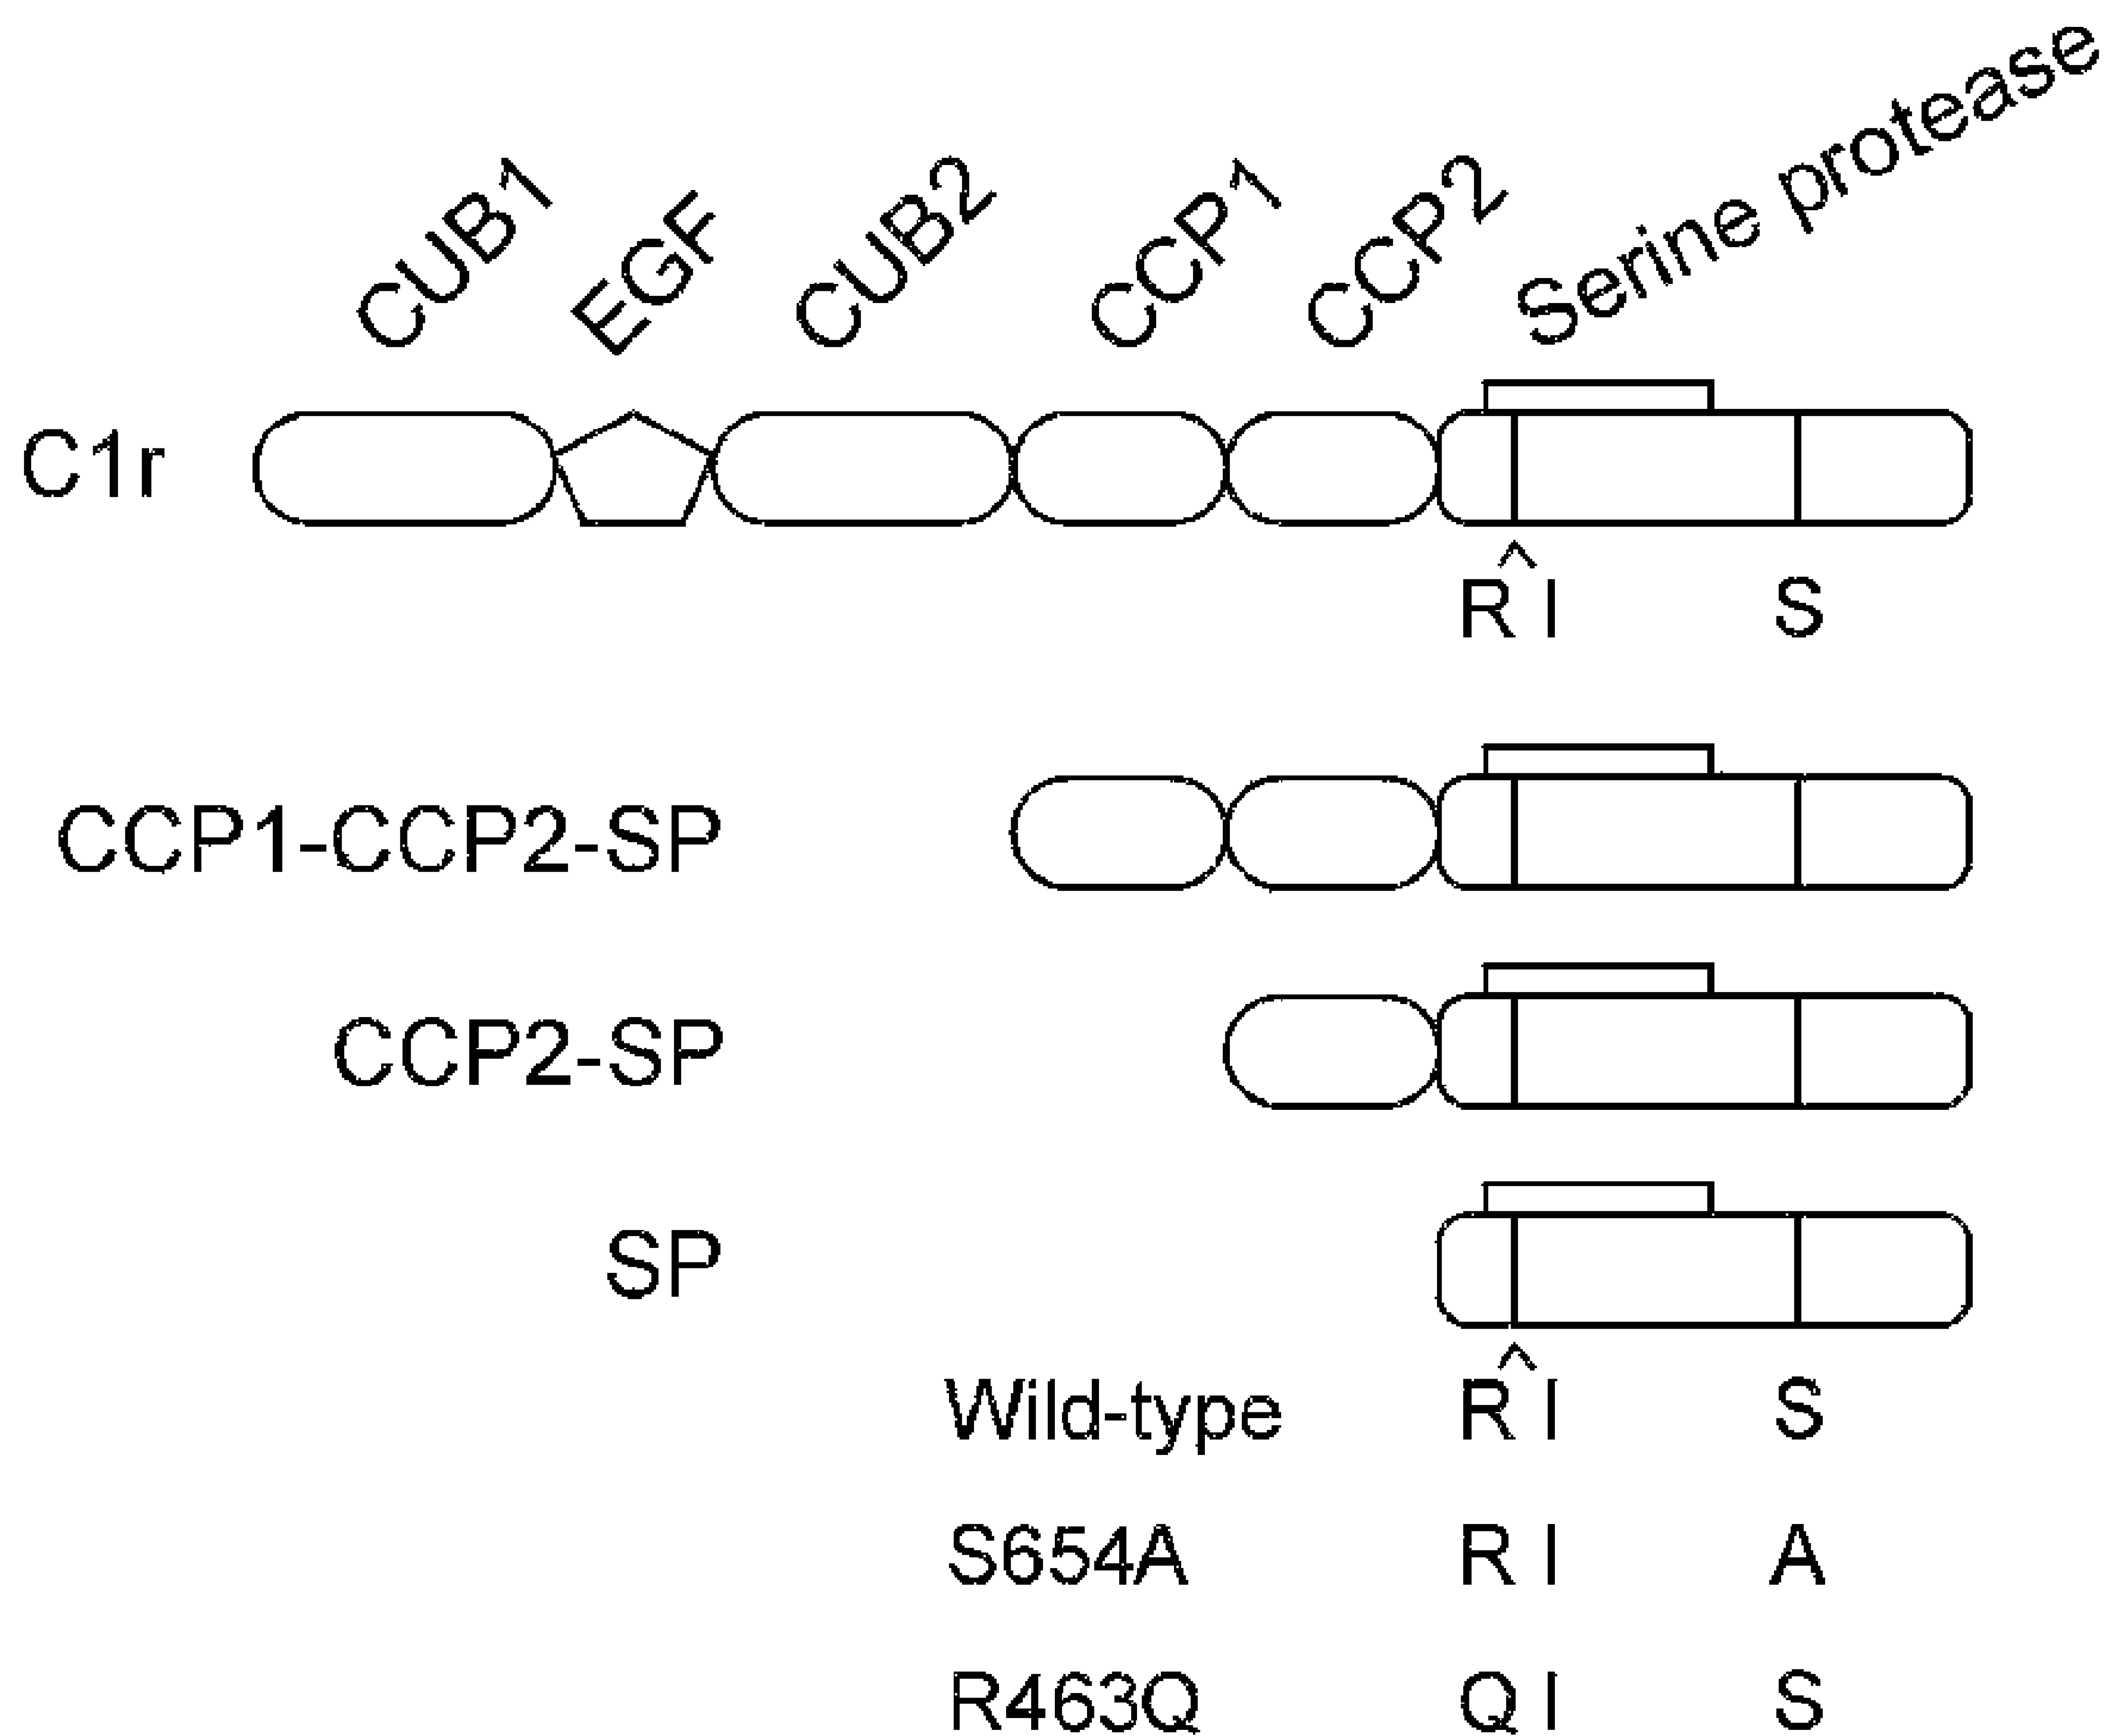 CUB1 EGF CUB2 CCP1 CCP2 Serine protease
C1r
R^I S
CCP1-CCP2-SP
CCP2-SP
SP
Wild-type R^I S
S654A R I A
R463Q Q I S